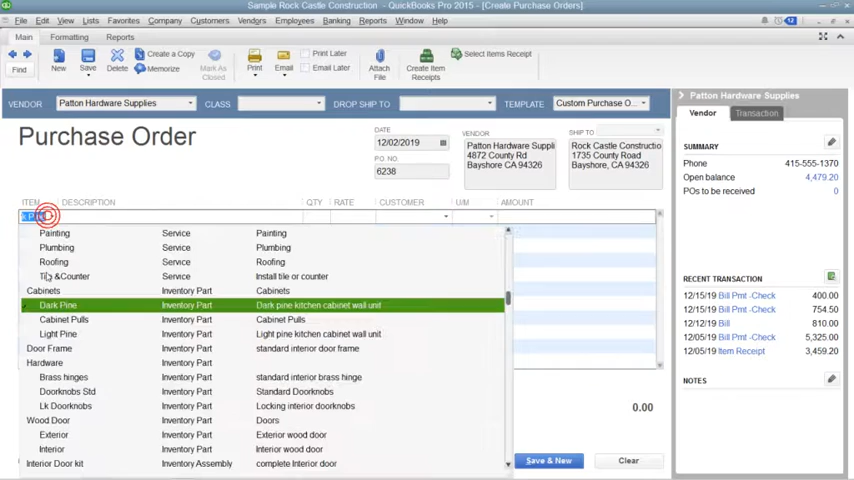 Sample Rock Castle Construction - QuickBooks Pro 2015 - [Create Purchase Orders]
File Edit View Lists Favorites Company Customers Vendors Employees Banking Reports Window Help 12
Main Formatting Reports
Find New Save Delete Create a Copy Memorize Mark As Closed Print Email Print Later Email Later Attach File Create Item Receipts Select Items Receipt
VENDOR Patton Hardware Supplies CLASS DROP SHIP TO TEMPLATE Custom Purchase O...
Purchase Order
DATE
12/02/2019
P.O. NO.
6238
VENDOR
Patton Hardware Suppli
4872 County Rd
Bayshore CA 94326
SHIP TO
Rock Castle Constructio
1735 County Road
Bayshore, CA 94326
ITEM DESCRIPTION QTY RATE CUSTOMER U/M AMOUNT
Painting Service Painting
Plumbing Service Plumbing
Roofing Service Roofing
Tile &Counter Service Install tile or counter
Cabinets Inventory Part Cabinets
Dark Pine Inventory Part Dark pine kitchen cabinet wall unit
Cabinet Pulls Inventory Part Cabinet Pulls
Light Pine Inventory Part Light pine kitchen cabinet wall unit
Door Frame Inventory Part standard interior door frame
Hardware Inventory Part
Brass hinges Inventory Part standard interior brass hinge
Doorknobs Std Inventory Part Standard Doorknobs
Lk Doorknobs Inventory Part Locking interior doorknobs
Wood Door Inventory Part Doors
Exterior Inventory Part Exterior wood door
Interior Inventory Part Interior wood door
Interior Door kit Inventory Assembly complete Interior door
0.00
Save & New Clear
Patton Hardware Supplies
Vendor Transaction
SUMMARY
Phone 415-555-1370
Open balance 4,479.20
POs to be received 0
RECENT TRANSACTION
12/15/19 Bill Pmt -Check 400.00
12/15/19 Bill Pmt -Check 754.50
12/12/19 Bill 810.00
12/05/19 Bill Pmt -Check 5,325.00
12/05/19 Item Receipt 3,459.20
NOTES